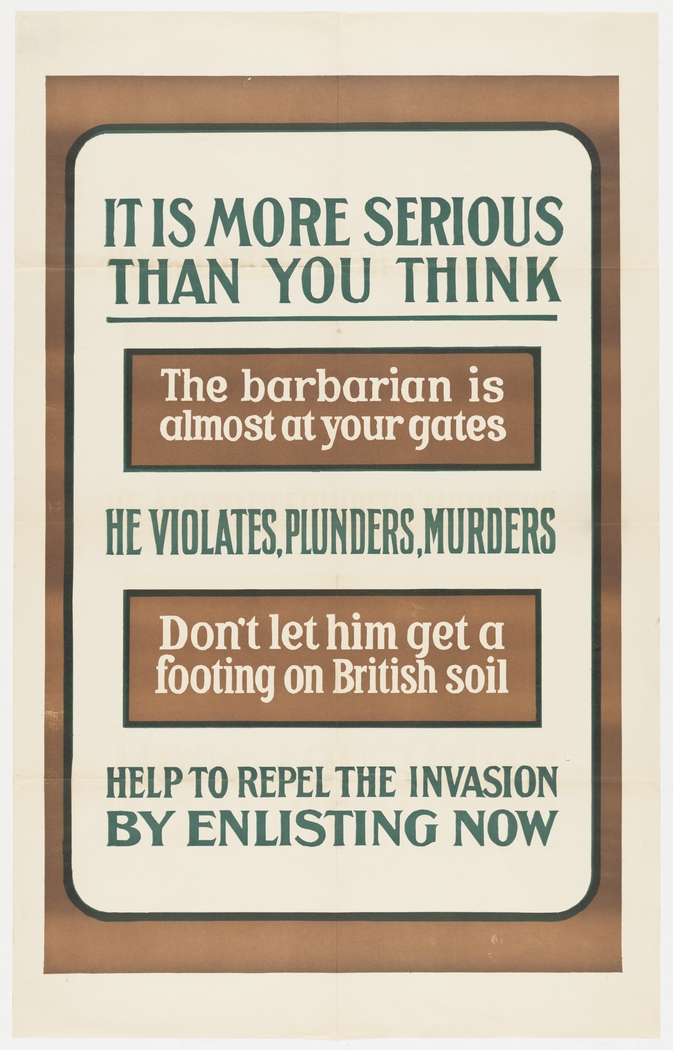 IT IS MORE SERIOUS
THAN YOU THINK
The barbarian is
almost at your gates
HE VIOLATES, PLUNDERS, MURDERS
Don't let him get a
footing on British soil
HELP TO REPEL THE INVASION
BY ENLISTING NOW